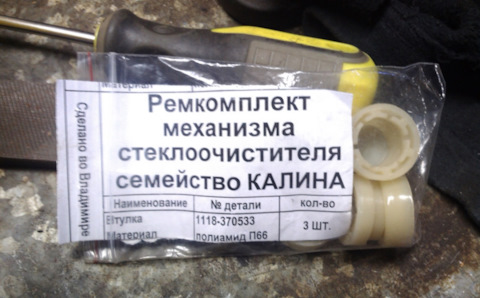 Материал
Ремкомплект
механизма
стеклоочистителя
семейство КАЛИНА
Наименование № детали кол-во
Втулка 1118-370533 3 ШТ.
Материал полиамид П66
Сделано во Владимире